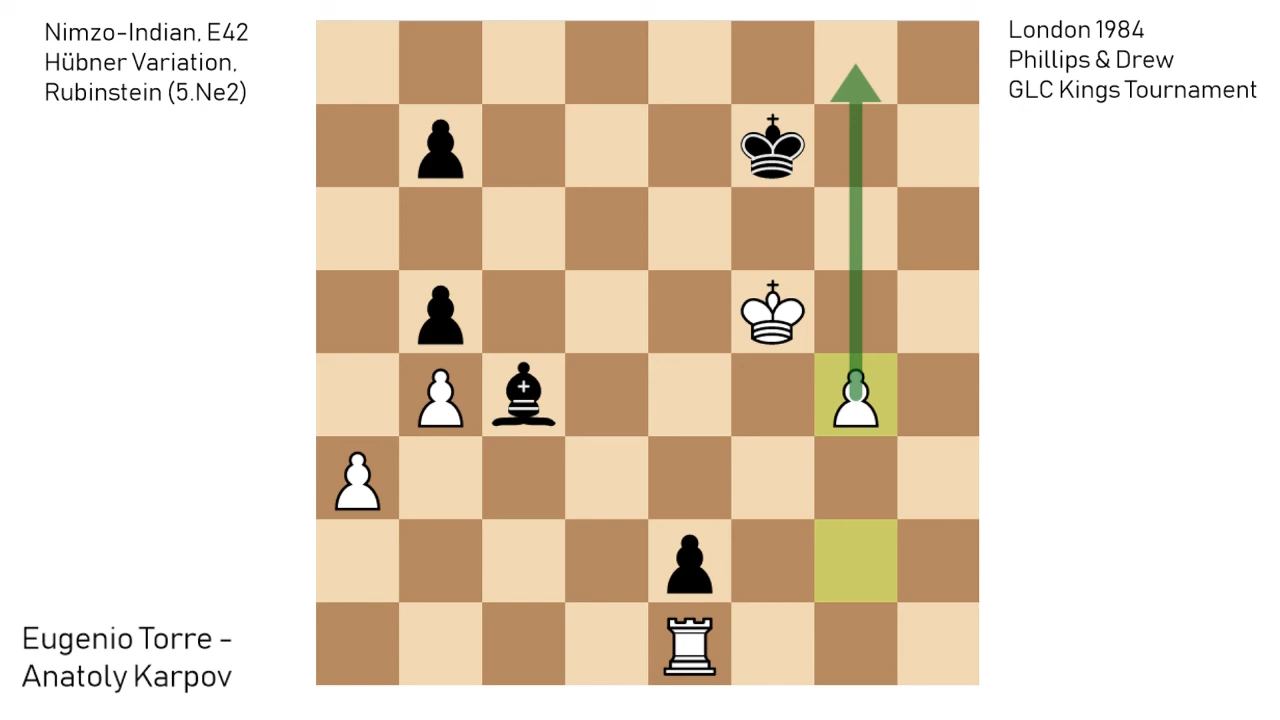 Nimzo-Indian, E42
Hübner Variation,
Rubinstein (5.Ne2)
London 1984
Phillips & Drew
GLC Kings Tournament
Eugenio Torre -
Anatoly Karpov